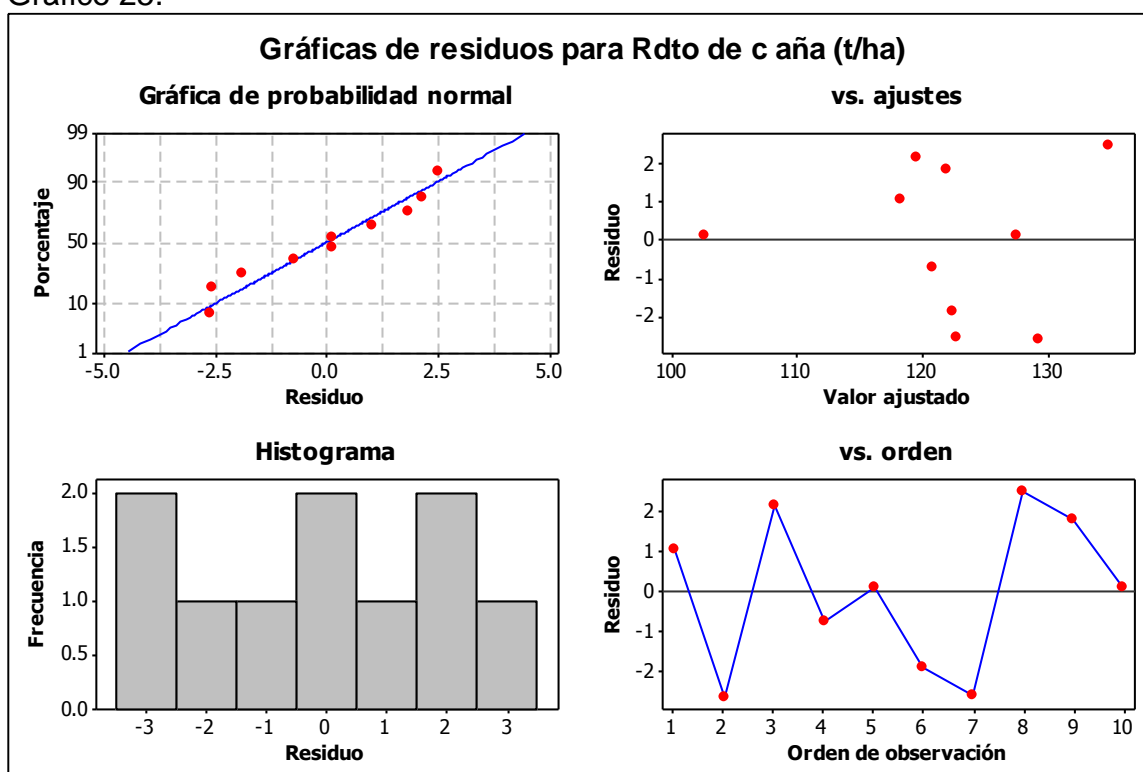 Gráficas de residuos para Rdto de c aña (t/ha)
Gráfica de probabilidad normal
99
90
50
10
1
Porcentaje
-5.0 -2.5 0.0 2.5 5.0
Residuo
vs. ajustes
2
1
0
-1
-2
Residuo
100 110 120 130
Valor ajustado
Histograma
2.0
1.5
1.0
0.5
0.0
Frecuencia
-3 -2 -1 0 1 2 3
Residuo
vs. orden
2
1
0
-1
-2
Residuo
1 2 3 4 5 6 7 8 9 10
Orden de observación